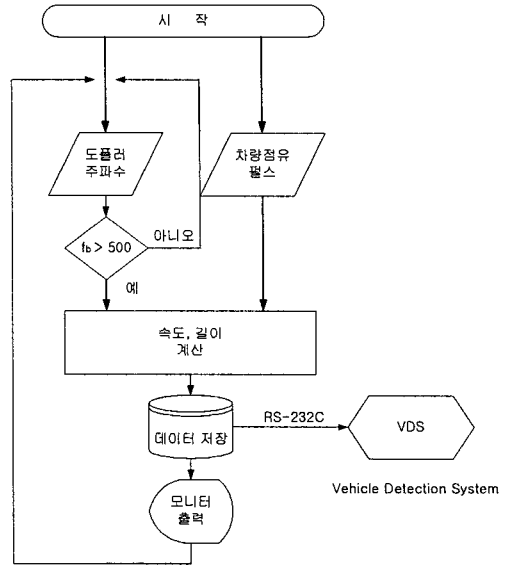 시 작
도플러
주파수
차량점유
펄스
fb > 500
아니오
예
속도, 길이
계산
데이터 저장
RS-232C
VDS
Vehicle Detection System
모니터
출력